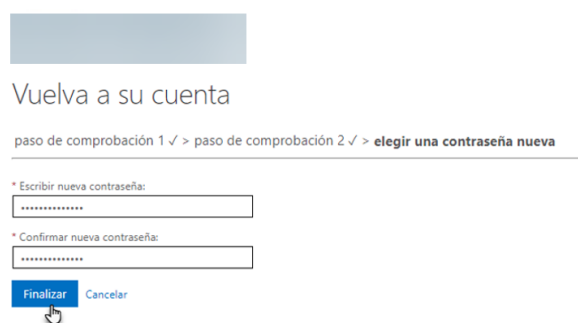 Vuelva a su cuenta
paso de comprobación 1 ✓ > paso de comprobación 2 ✓ > elegir una contraseña nueva
* Escribir nueva contraseña:
••••••••••••••
* Confirmar nueva contraseña:
••••••••••••••
Finalizar Cancelar